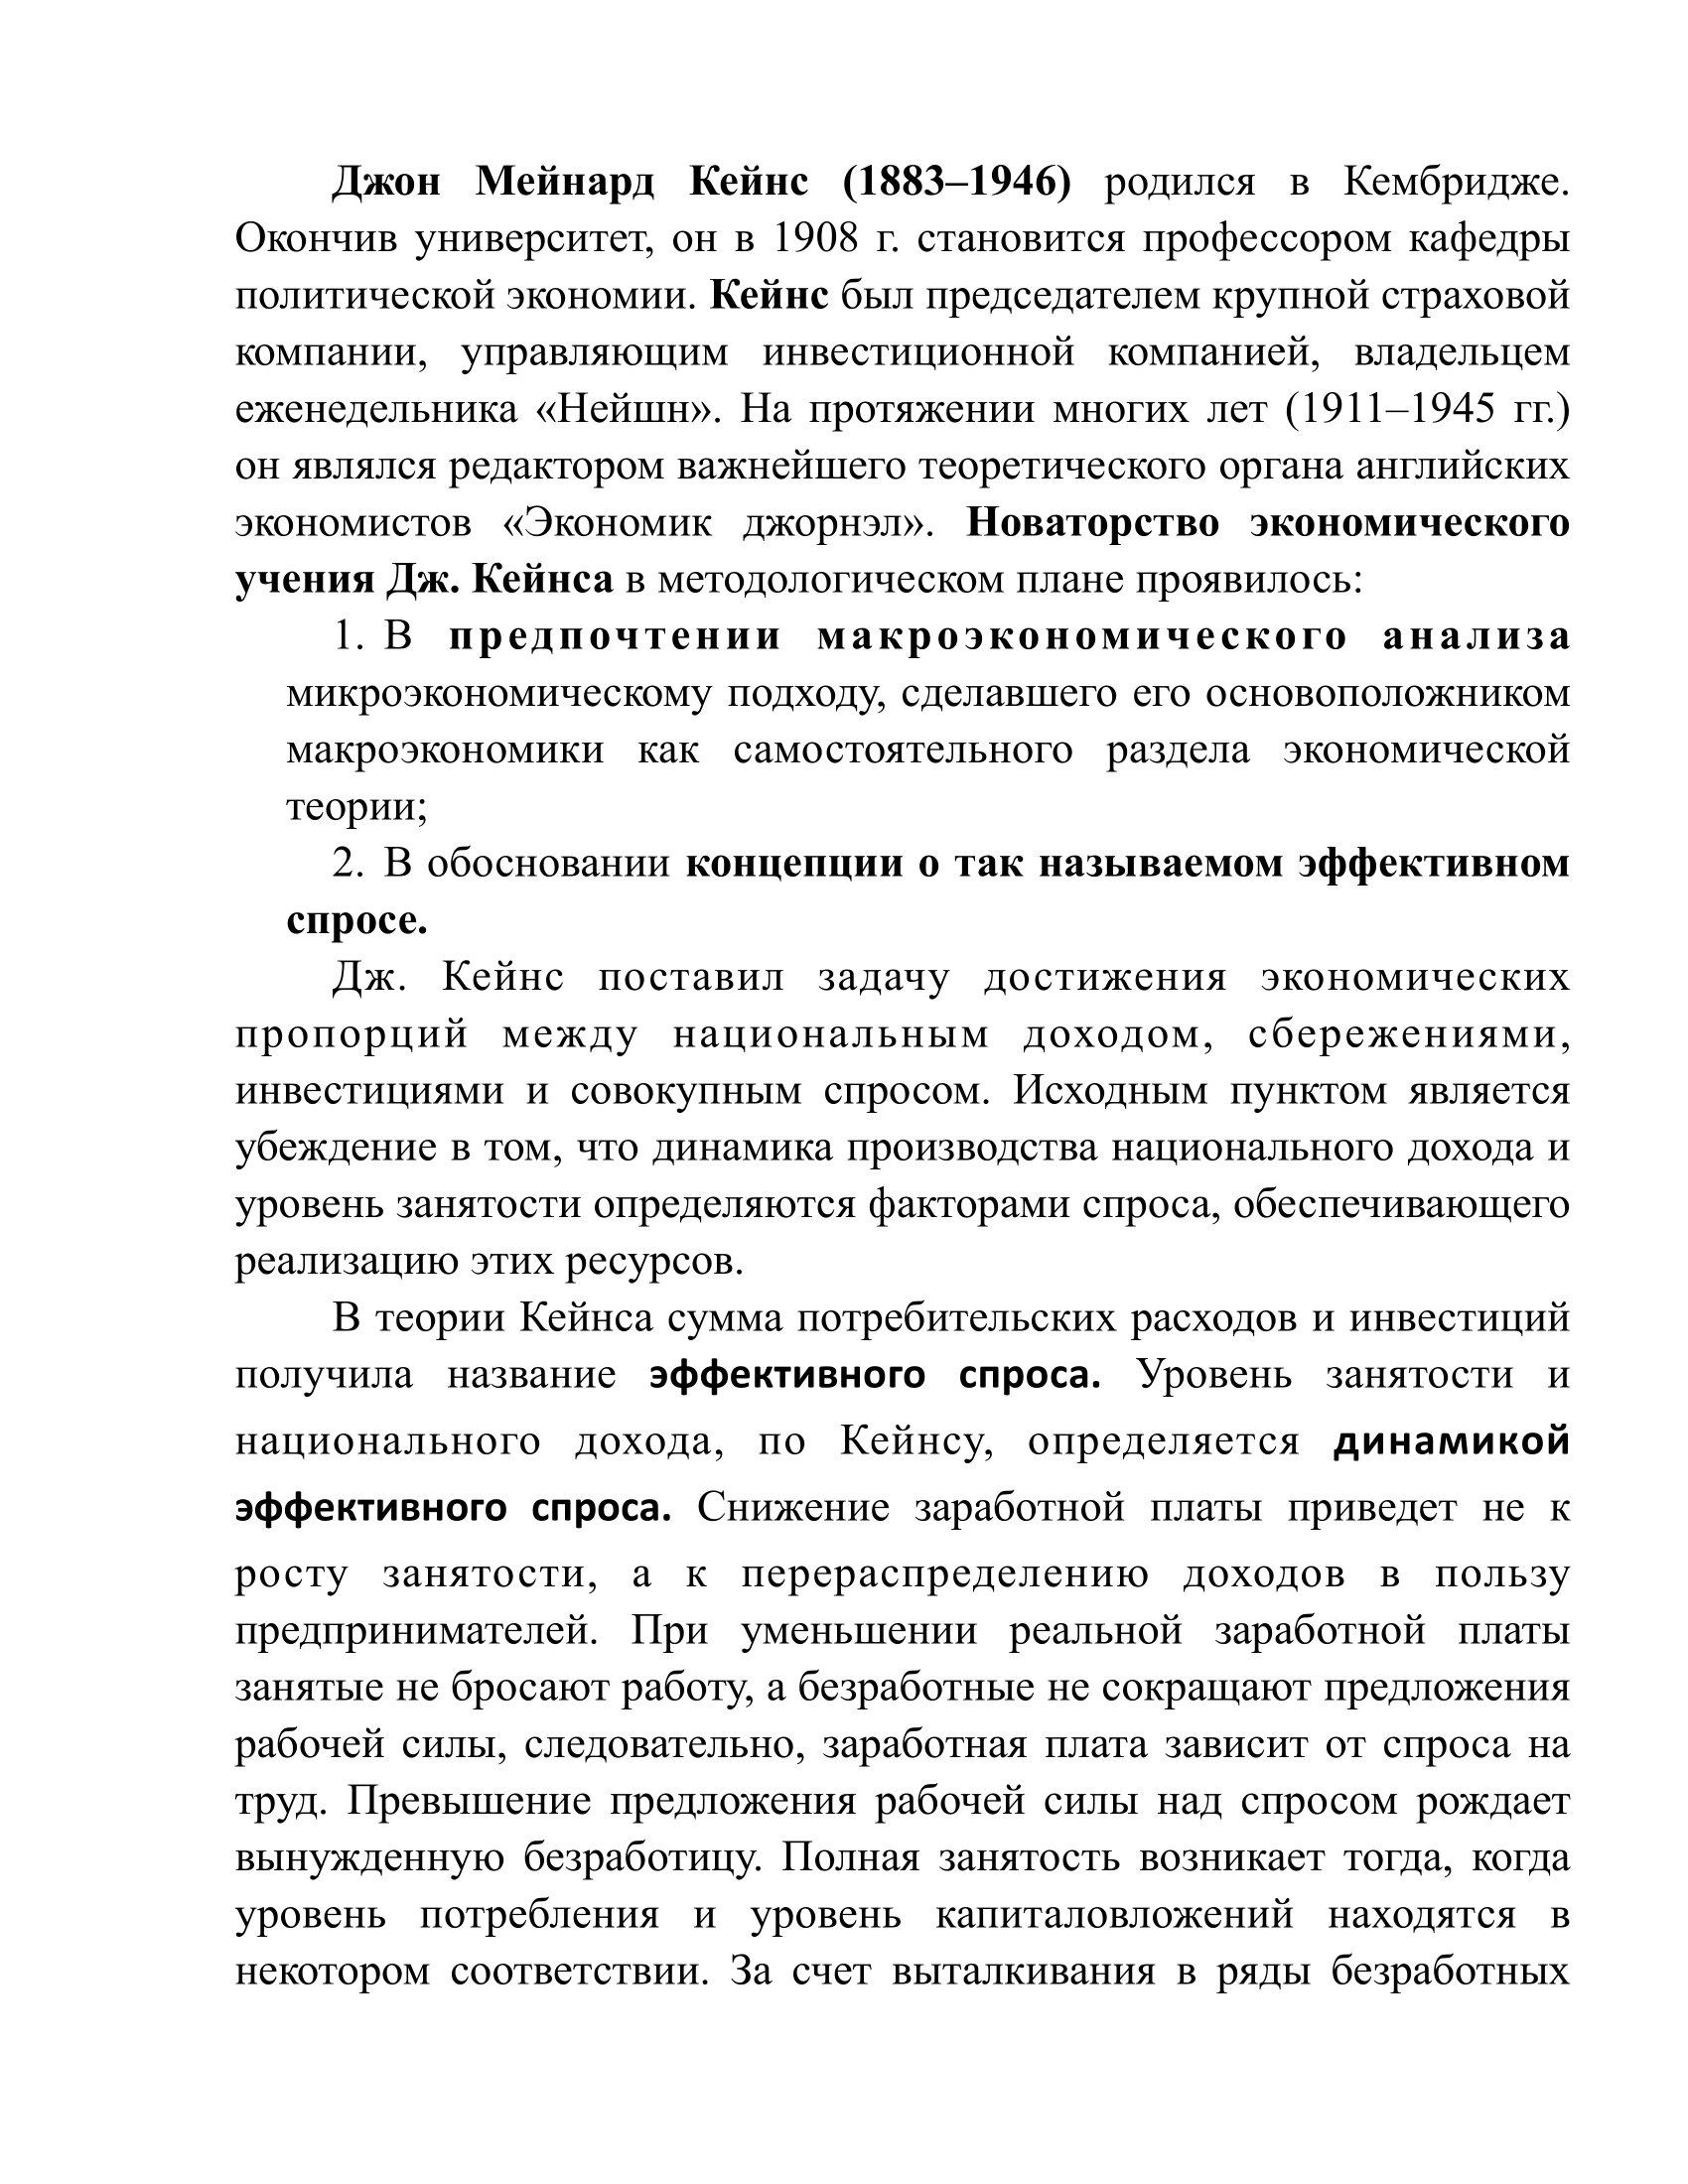 Джон Мейнард Кейнс (1883–1946) родился в Кембридже.
Окончив университет, он в 1908 г. становится профессором кафедры
политической экономии. Кейнс был председателем крупной страховой
компании, управляющим инвестиционной компанией, владельцем
еженедельника «Нейшн». На протяжении многих лет (1911–1945 гг.)
он являлся редактором важнейшего теоретического органа английских
экономистов «Экономик джорнэл». Новаторство экономического
учения Дж. Кейнса в методологическом плане проявилось:
1. В предпочтении макроэкономического анализа
микроэкономическому подходу, сделавшего его основоположником
макроэкономики как самостоятельного раздела экономической
теории;
2. В обосновании концепции о так называемом эффективном
спросе.
Дж. Кейнс поставил задачу достижения экономических
пропорций между национальным доходом, сбережениями,
инвестициями и совокупным спросом. Исходным пунктом является
убеждение в том, что динамика производства национального дохода и
уровень занятости определяются факторами спроса, обеспечивающего
реализацию этих ресурсов.
В теории Кейнса сумма потребительских расходов и инвестиций
получила название эффективного спроса. Уровень занятости и
национального дохода, по Кейнсу, определяется динамикой
эффективного спроса. Снижение заработной платы приведет не к
росту занятости, а к перераспределению доходов в пользу
предпринимателей. При уменьшении реальной заработной платы
занятые не бросают работу, а безработные не сокращают предложения
рабочей силы, следовательно, заработная плата зависит от спроса на
труд. Превышение предложения рабочей силы над спросом рождает
вынужденную безработицу. Полная занятость возникает тогда, когда
уровень потребления и уровень капиталовложений находятся в
некотором соответствии. За счет выталкивания в ряды безработных